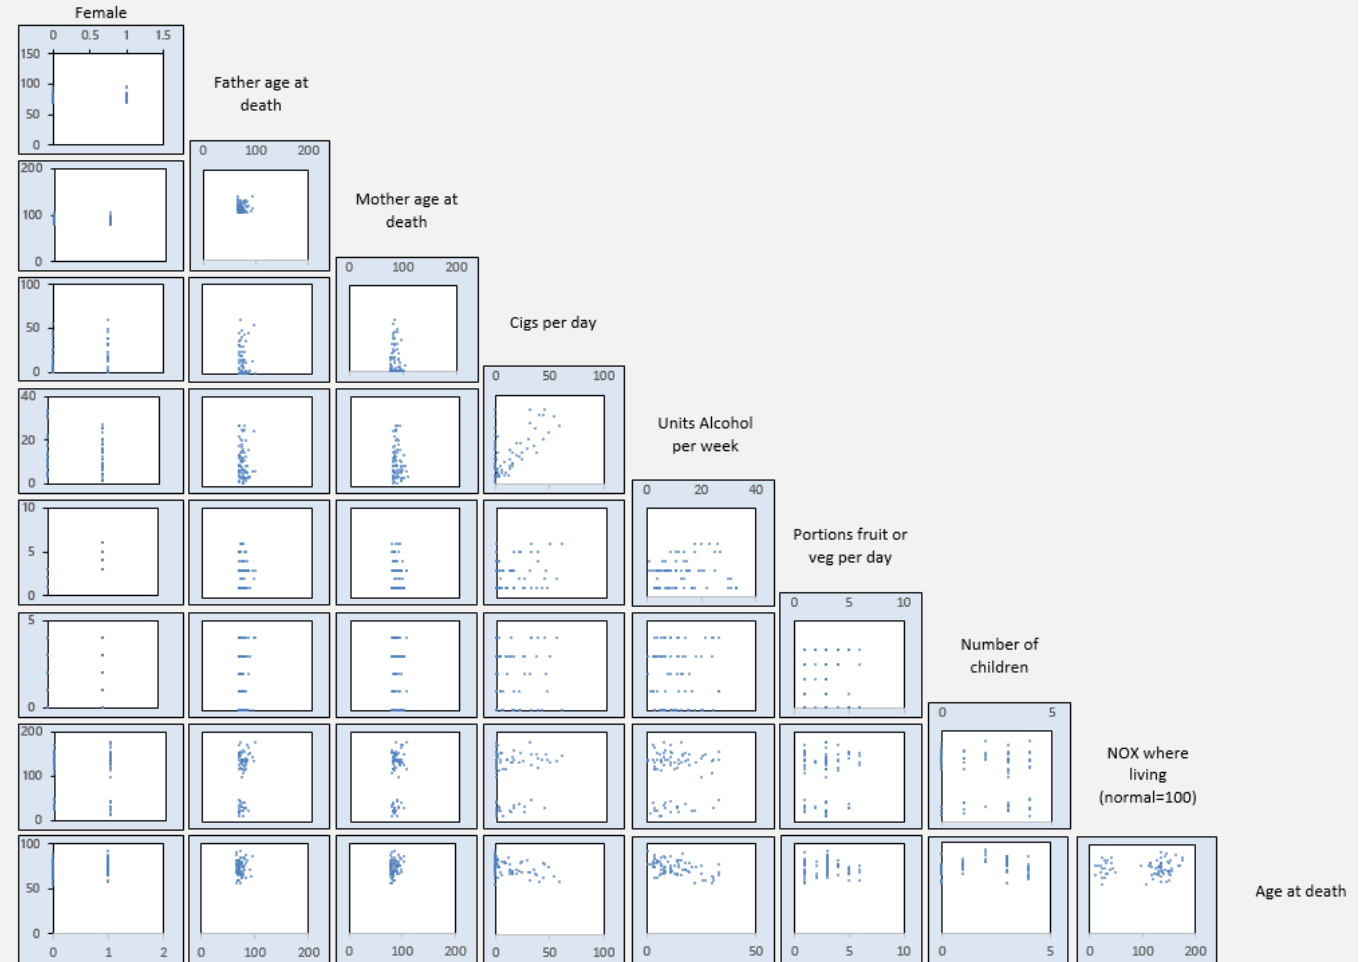 Female
0 0.5 1 1.5
150
100
50
0
Father age at
death
0 100 200
200
100
0
Mother age at
death
0 100 200
100
50
0
Cigs per day
0 50 100
40
20
0
Units Alcohol
per week
0 20 40
10
5
0
Portions fruit or
veg per day
0 5 10
5
0
Number of
children
0 5
200
100
0
NOX where
living
(normal=100)
100
50
0
Age at death
0 1 2 0 100 200 0 100 200 0 50 100 0 50 0 5 10 0 5 0 100 200